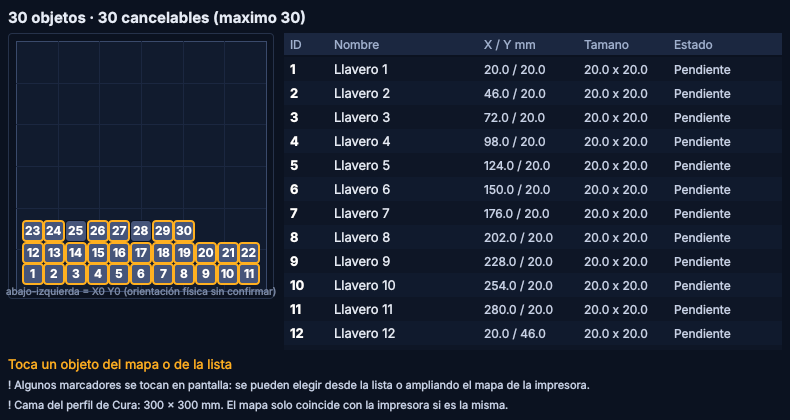 30 objetos · 30 cancelables (maximo 30)
ID Nombre X / Y mm Tamano Estado
1 Llavero 1 20.0 / 20.0 20.0 x 20.0 Pendiente
2 Llavero 2 46.0 / 20.0 20.0 x 20.0 Pendiente
3 Llavero 3 72.0 / 20.0 20.0 x 20.0 Pendiente
4 Llavero 4 98.0 / 20.0 20.0 x 20.0 Pendiente
5 Llavero 5 124.0 / 20.0 20.0 x 20.0 Pendiente
6 Llavero 6 150.0 / 20.0 20.0 x 20.0 Pendiente
7 Llavero 7 176.0 / 20.0 20.0 x 20.0 Pendiente
8 Llavero 8 202.0 / 20.0 20.0 x 20.0 Pendiente
9 Llavero 9 228.0 / 20.0 20.0 x 20.0 Pendiente
10 Llavero 10 254.0 / 20.0 20.0 x 20.0 Pendiente
11 Llavero 11 280.0 / 20.0 20.0 x 20.0 Pendiente
12 Llavero 12 20.0 / 46.0 20.0 x 20.0 Pendiente
23 24 25 26 27 28 29 30
12 13 14 15 16 17 18 19 20 21 22
1 2 3 4 5 6 7 8 9 10 11
abajo-izquierda = X0 Y0 (orientación física sin confirmar)
Toca un objeto del mapa o de la lista
! Algunos marcadores se tocan en pantalla: se pueden elegir desde la lista o ampliando el mapa de la impresora.
! Cama del perfil de Cura: 300 × 300 mm. El mapa solo coincide con la impresora si es la misma.